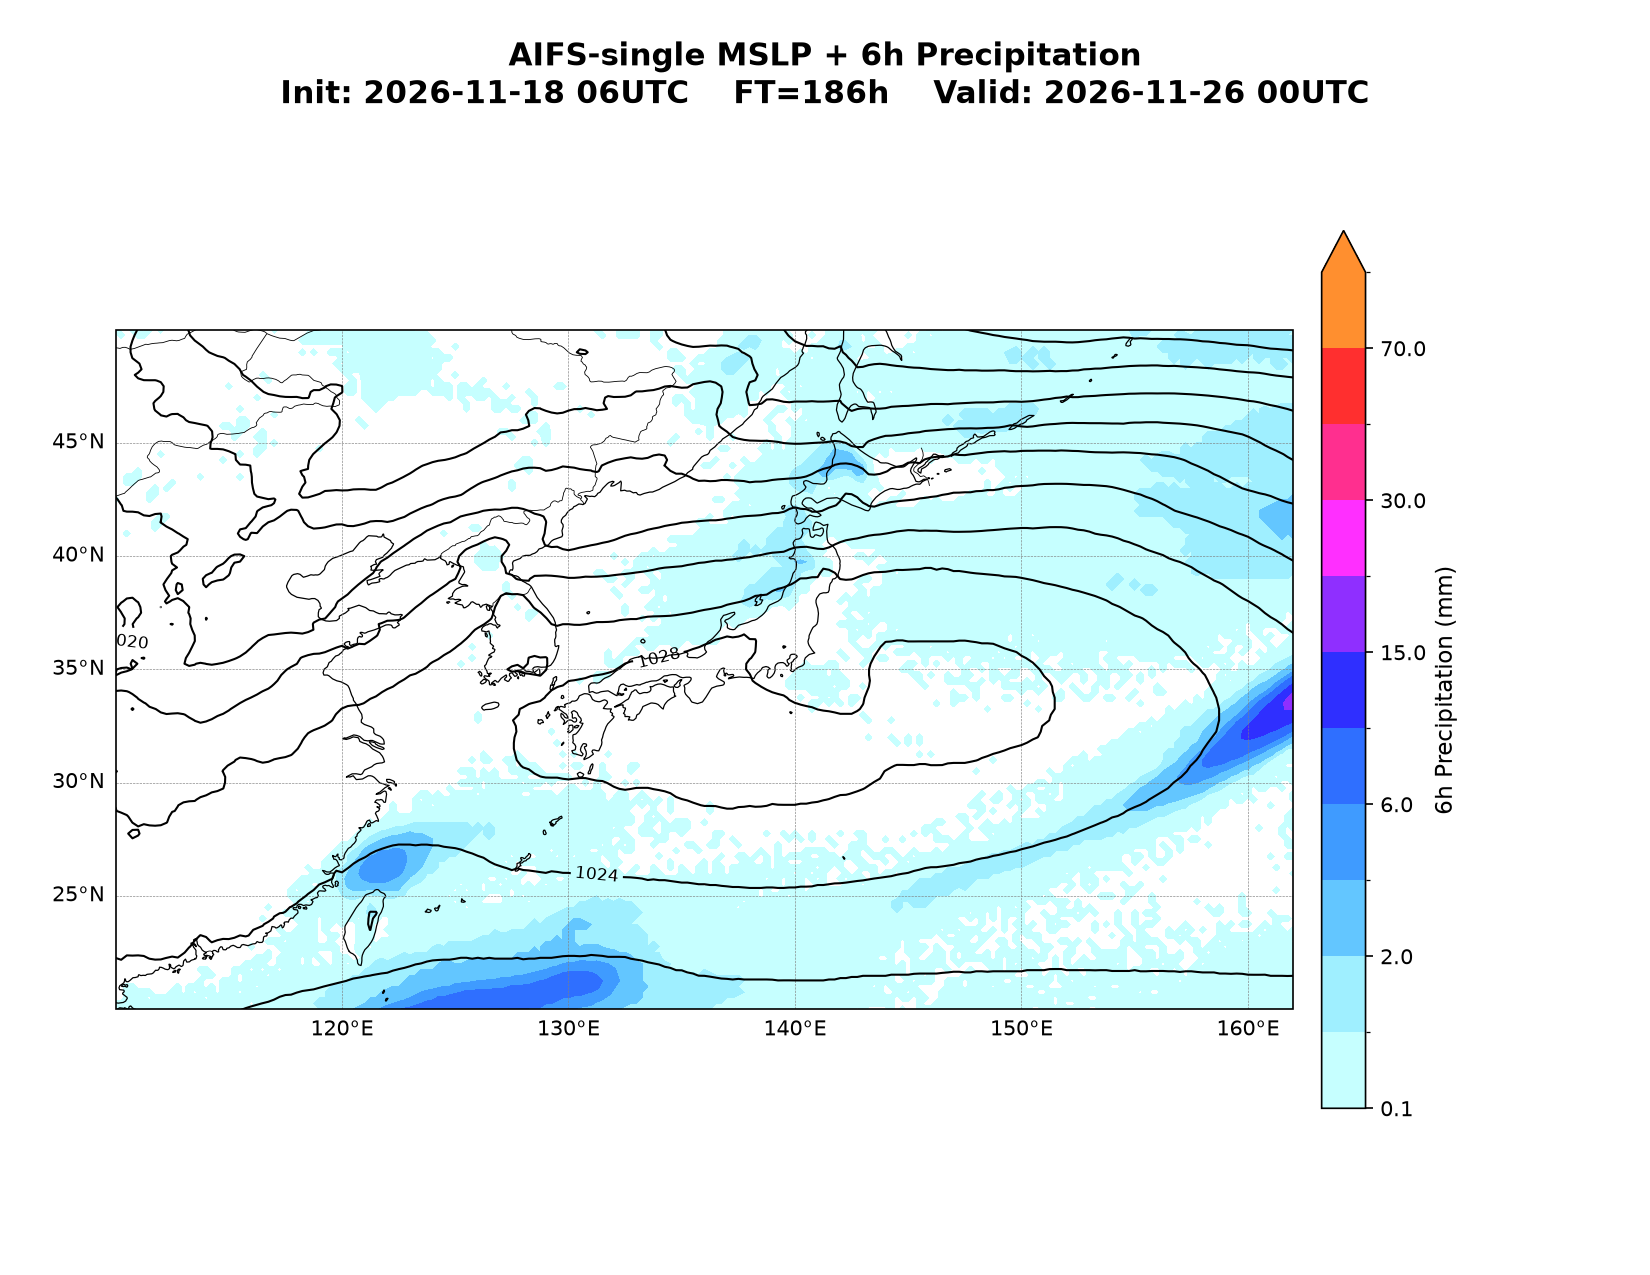 AIFS-single MSLP + 6h Precipitation
Init: 2026-11-18 06UTC    FT=186h    Valid: 2026-11-26 00UTC
70.0
30.0
15.0
6.0
2.0
0.1
6h Precipitation (mm)
45°N
40°N
35°N
30°N
25°N
020
1028
1024
120°E
130°E
140°E
150°E
160°E